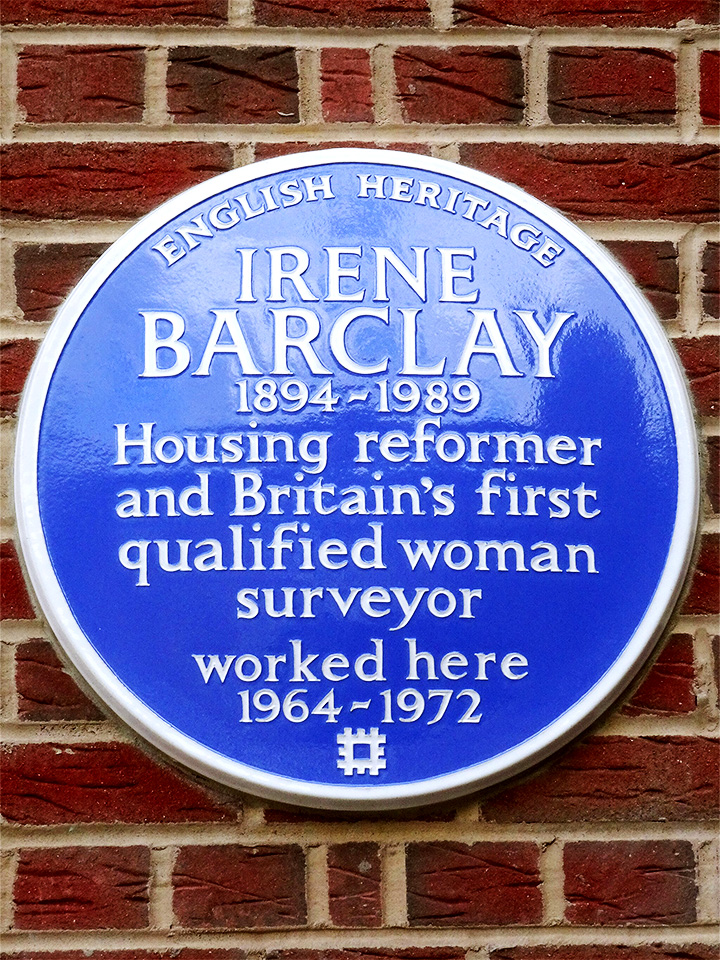 ENGLISH HERITAGE
IRENE
BARCLAY
1894-1989
Housing reformer
and Britain's first
qualified woman
surveyor
worked here
1964-1972